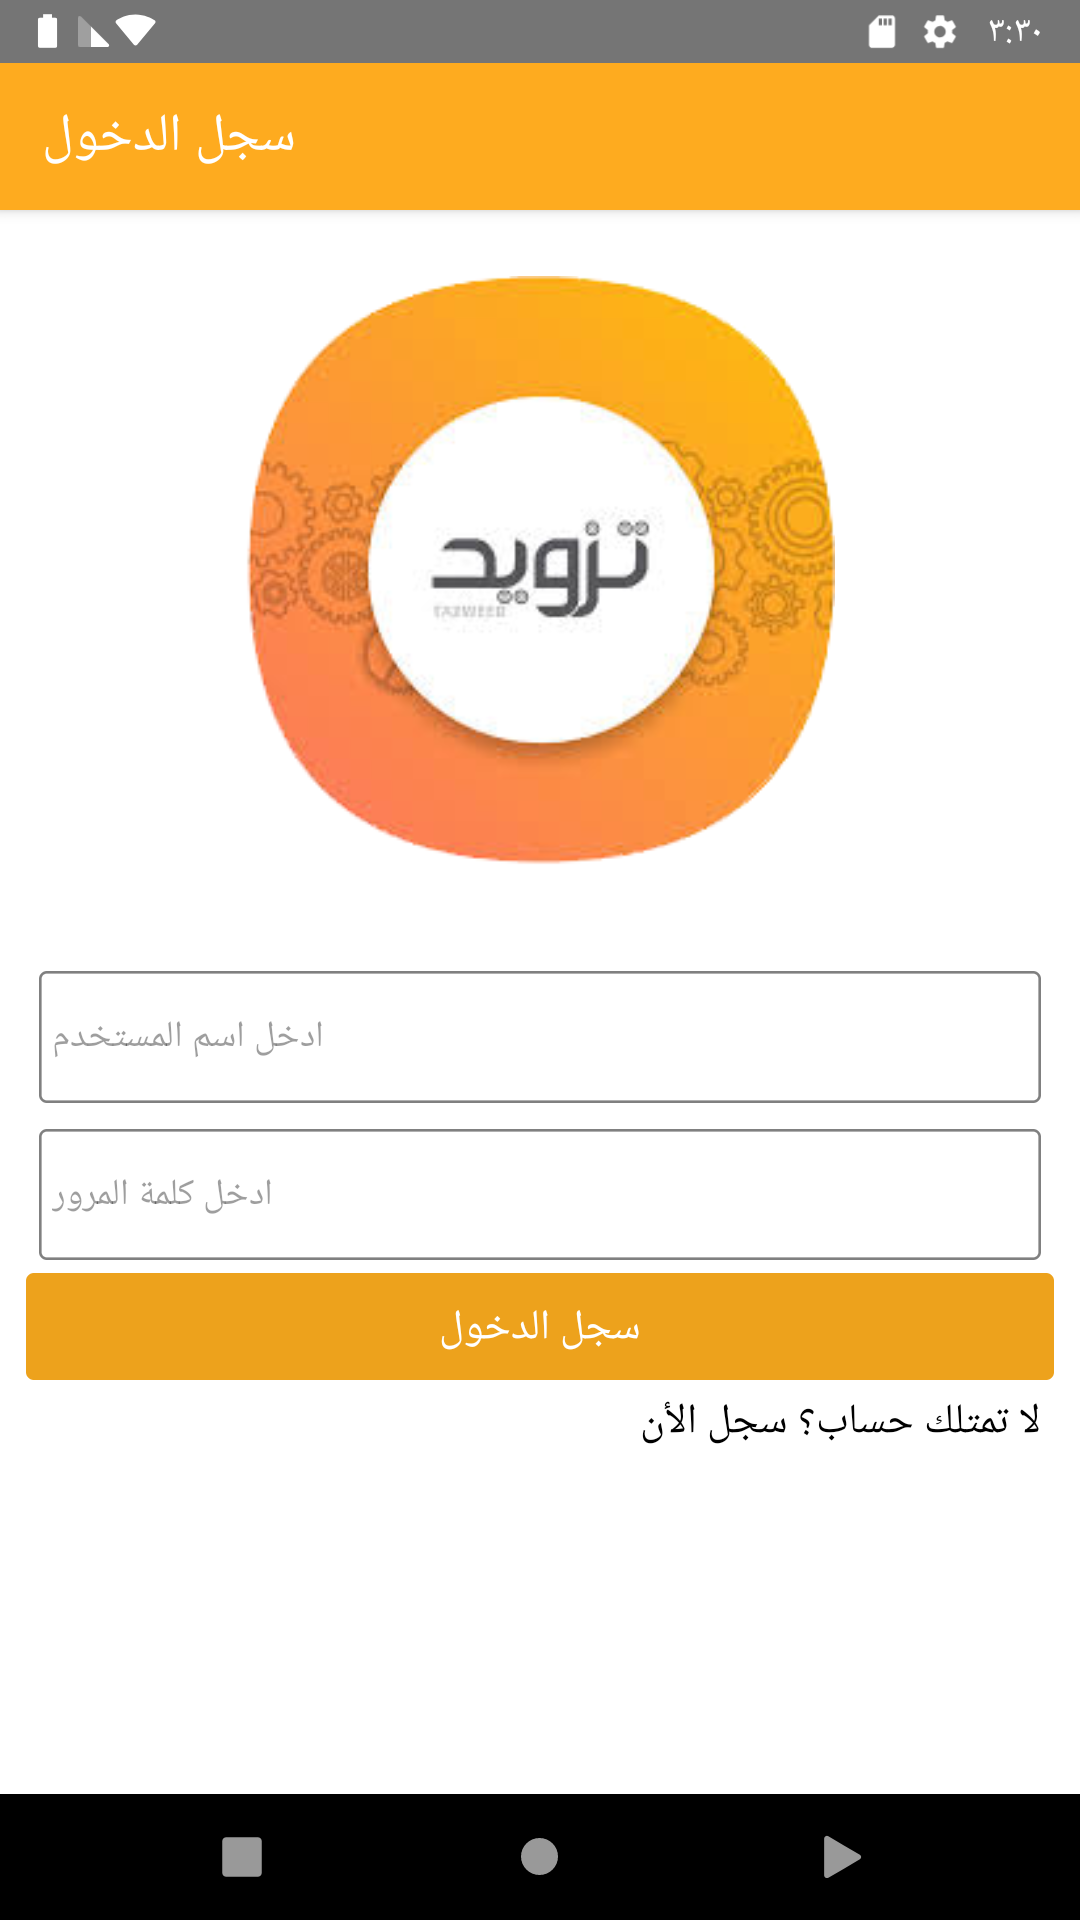 ٣:٣٠
سجل الدخول
تزويد
TAZWEED
ادخل اسم المستخدم
ادخل كلمة المرور
سجل الدخول
لا تمتلك حساب؟ سجل الأن